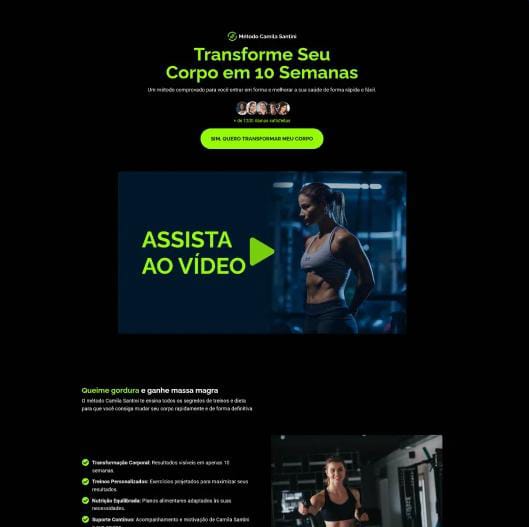 Método Camila Santini
Transforme Seu
Corpo em 10 Semanas
Um método comprovado para você entrar em forma e melhorar a sua saúde de forma rápida e fácil.
+ de 1320 alunas satisfeitas
SIM, QUERO TRANSFORMAR MEU CORPO
ASSISTA
AO VÍDEO
Queime gordura e ganhe massa magra
O método Camila Santini te ensina todos os segredos de treinos e dieta
para que você consiga mudar seu corpo rapidamente e de forma definitiva.
Transformação Corporal: Resultados visíveis em apenas 10
semanas.
Treinos Personalizados: Exercícios projetados para maximizar seus
resultados.
Nutrição Equilibrada: Planos alimentares adaptados às suas
necessidades.
Suporte Contínuo: Acompanhamento e motivação de Camila Santini